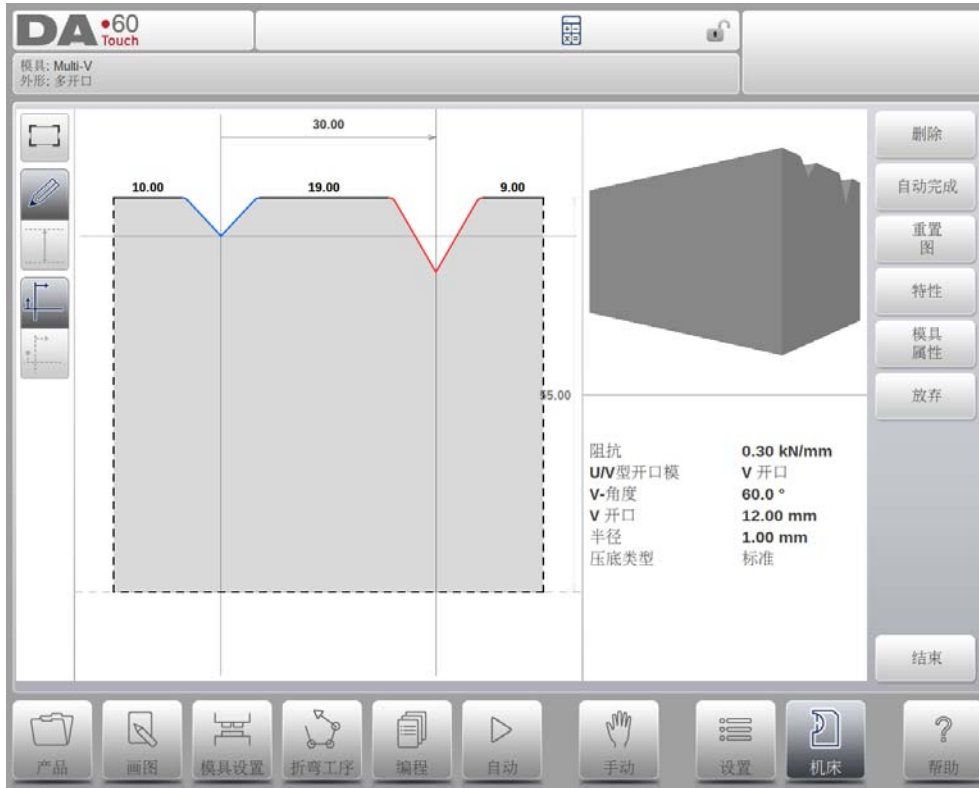 DA•60
Touch
模具: Multi-V
外形: 多开口
30.00
10.00
19.00
9.00
55.00
阻抗 0.30 kN/mm
U/V型开口模 V 开口
V-角度 60.0 °
V 开口 12.00 mm
半径 1.00 mm
压底类型 标准
删除
自动完成
重置
图
特性
模具
属性
放弃
结束
产品
画图
模具设置
折弯工序
编程
自动
手动
设置
机床
帮助